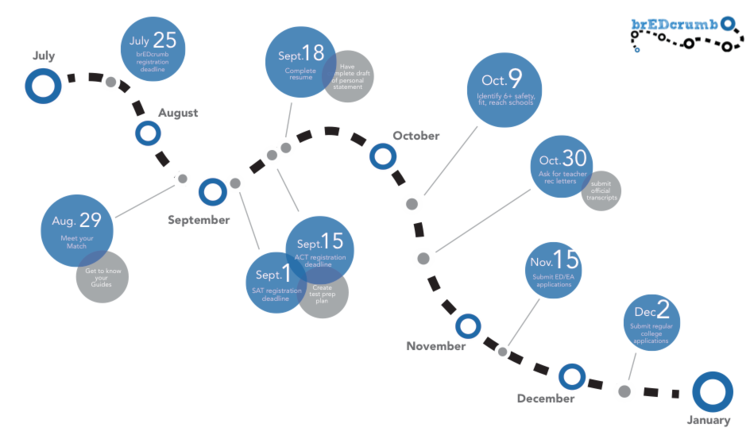 brEDcrumb
July
July 25
brEDcrumb
registration
deadline
August
Aug. 29
Meet your
Match
Get to know
your
Guides
September
Sept. 1
SAT registration
deadline
Sept. 15
ACT registration
deadline
Create
test prep
plan
Sept. 18
Complete
resume
Have
complete draft
of personal
statement
October
Oct. 9
Identify 6+ safety,
fit, reach schools
Oct. 30
Ask for teacher
rec letters
submit
official
transcripts
November
Nov. 15
Submit ED/EA
applications
December
Dec 2
Submit regular
college
applications
January